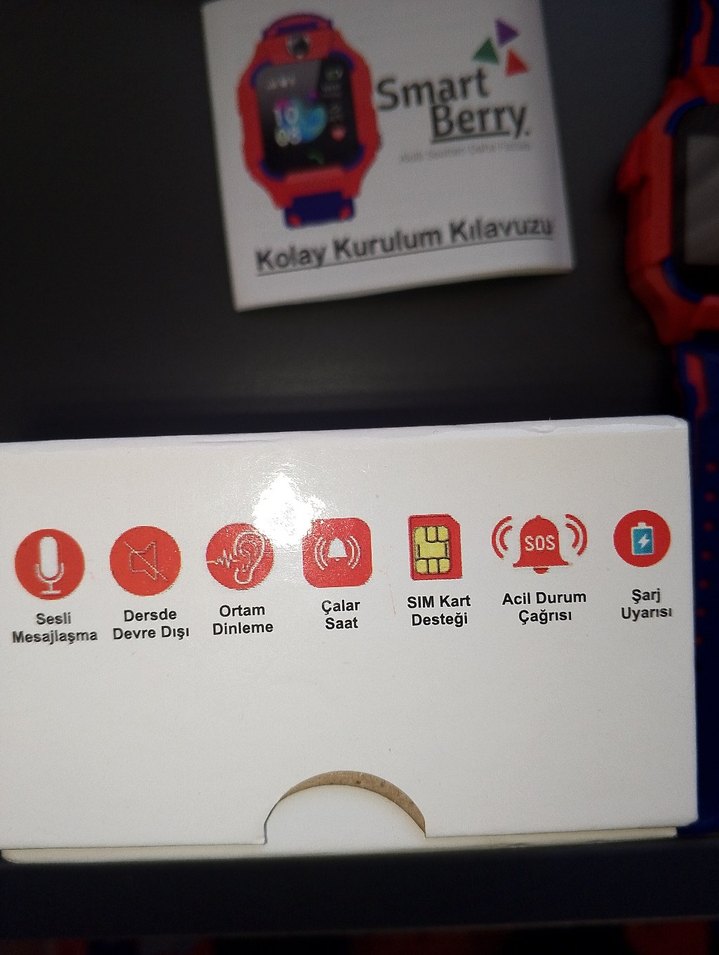 Smart
Berry
Kolay Kurulum Kılavuzu
Sesli
Mesajlaşma
Dersde
Devre Dışı
Ortam
Dinleme
Çalar
Saat
SIM Kart
Desteği
SOS
Acil Durum
Çağrısı
Şarj
Uyarısı